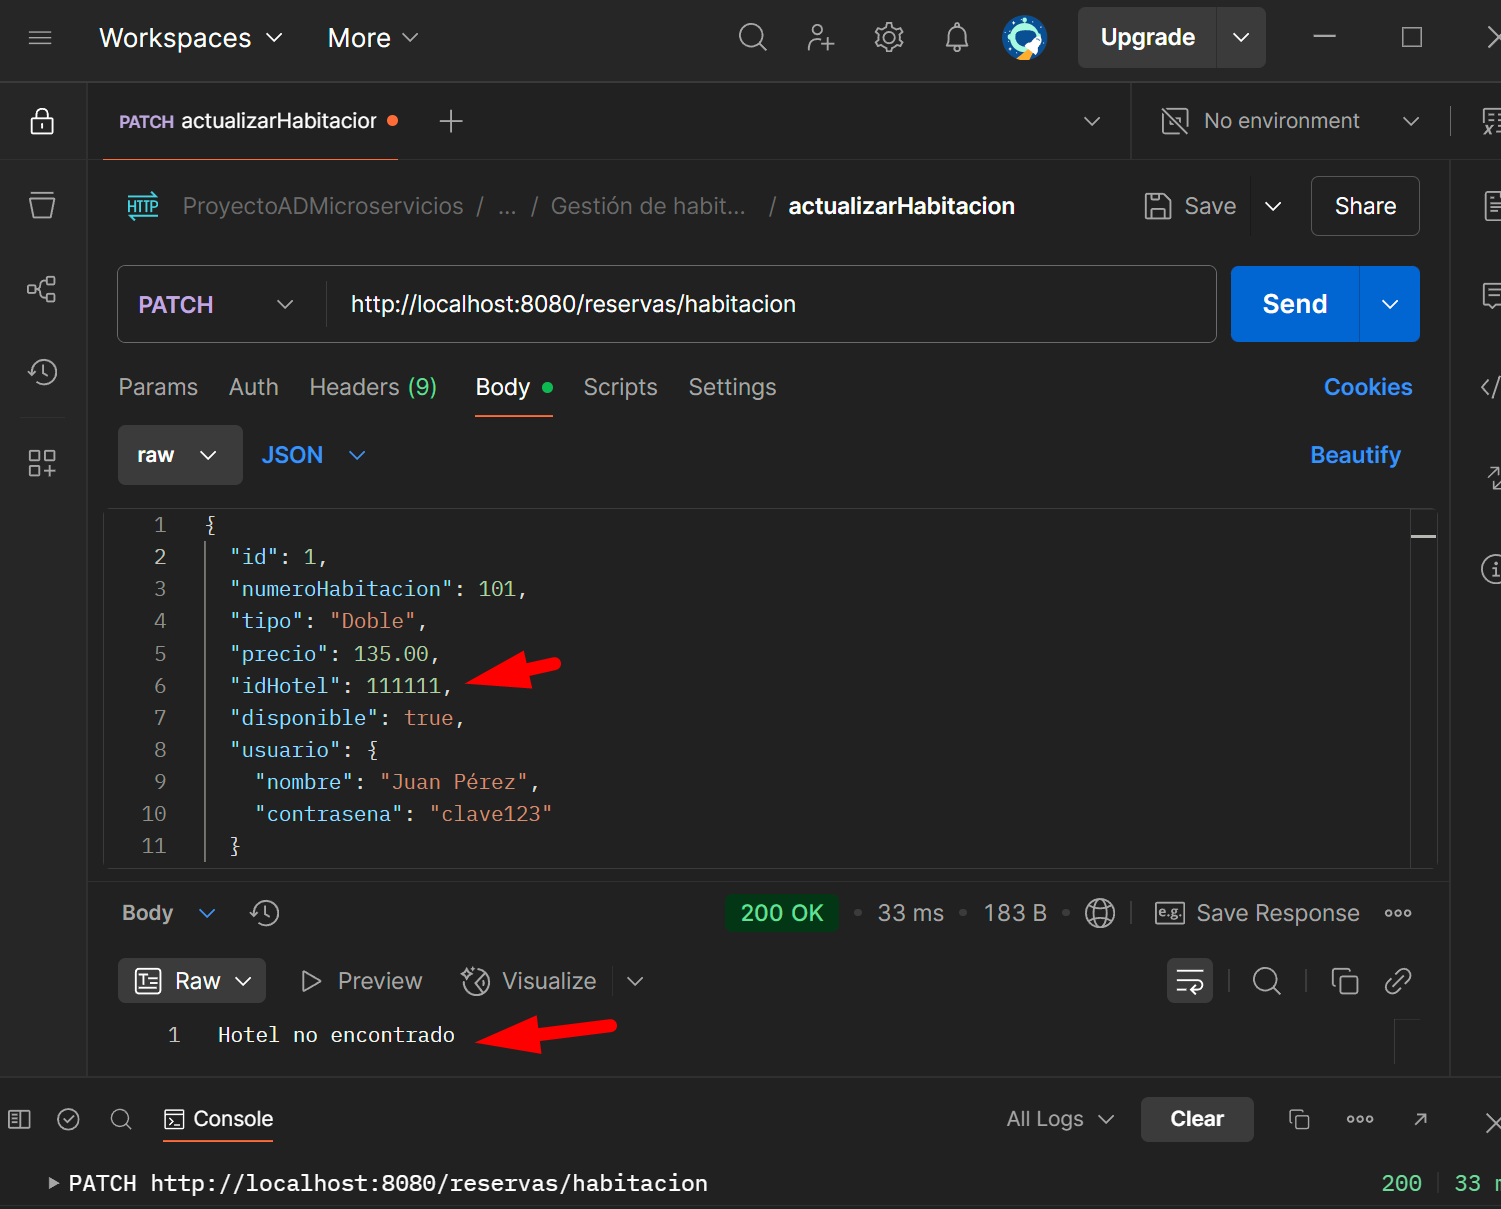 Workspaces More Upgrade
PATCH actualizarHabitacior No environment
HTTP ProyectoADMicroservicios / ... / Gestión de habit... / actualizarHabitacion Save Share
PATCH http://localhost:8080/reservas/habitacion Send
Params Auth Headers (9) Body Scripts Settings Cookies
raw JSON Beautify
1 {
2 "id": 1,
3 "numeroHabitacion": 101,
4 "tipo": "Doble",
5 "precio": 135.00,
6 "idHotel": 111111,
7 "disponible": true,
8 "usuario": {
9 "nombre": "Juan Pérez",
10 "contrasena": "clave123"
11 }
Body 200 OK • 33 ms • 183 B • e.g. Save Response
Raw Preview Visualize
1 Hotel no encontrado
Console All Logs Clear
PATCH http://localhost:8080/reservas/habitacion 200 33 m